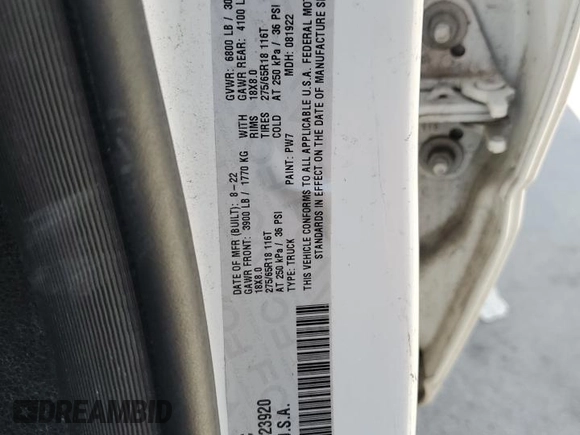 DATE OF MFR (BUILT): 8-22 GVWR: 6800 LB /
GAWR FRONT: 3900 LB / 1770 KG WITH GAWR REAR: 4100
18X8.0 RIMS 18X8.0
275/65R18 116T TIRES 275/65R18 116T
AT 250 kPa / 36 PSI COLD AT 250 kPa / 36 PSI
TYPE: TRUCK PAINT: PW7 MDH: 081922
THIS VEHICLE CONFORMS TO ALL APPLICABLE U.S.A. FEDERAL
STANDARDS IN EFFECT ON THE DATE OF MANUFACTURE
23920
U.S.A.
DREAMBID